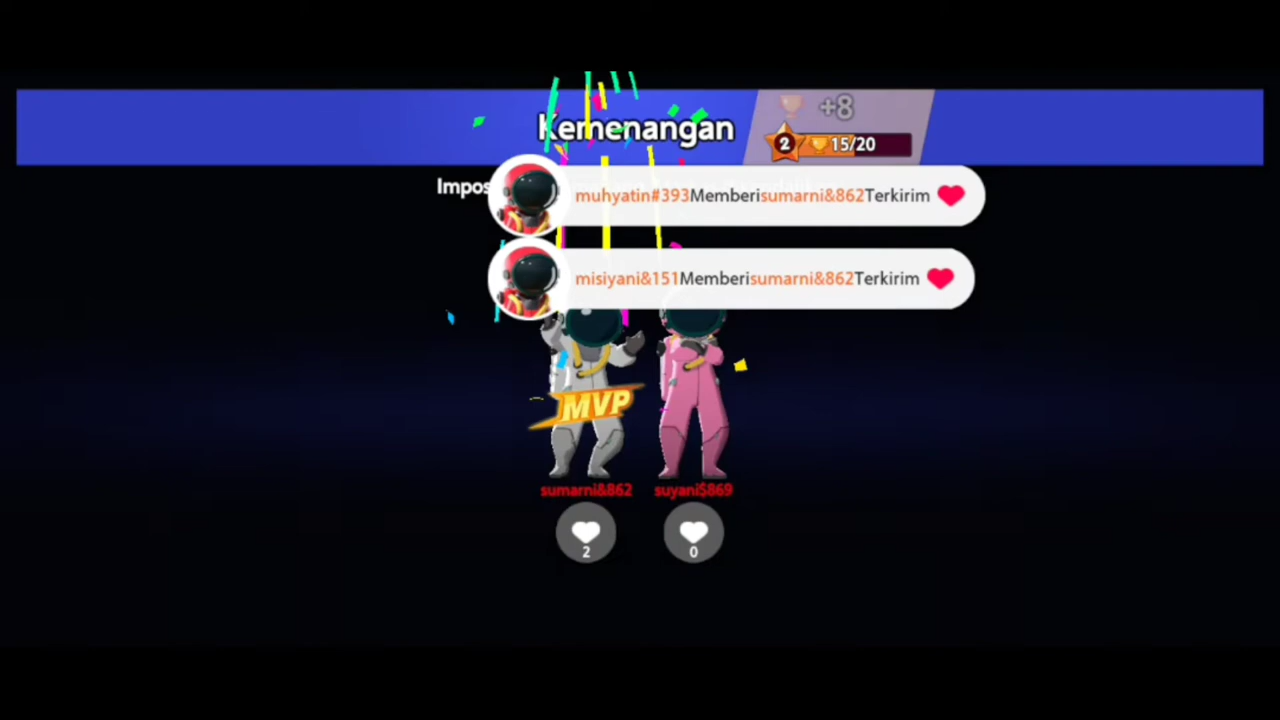 Kemenangan
+8
2
15/20
Impos
muhyatin#393Memberisumarni&862Terkirim
misiyani&151Memberisumarni&862Terkirim
MVP
sumarni&862
suyani$869
2
0